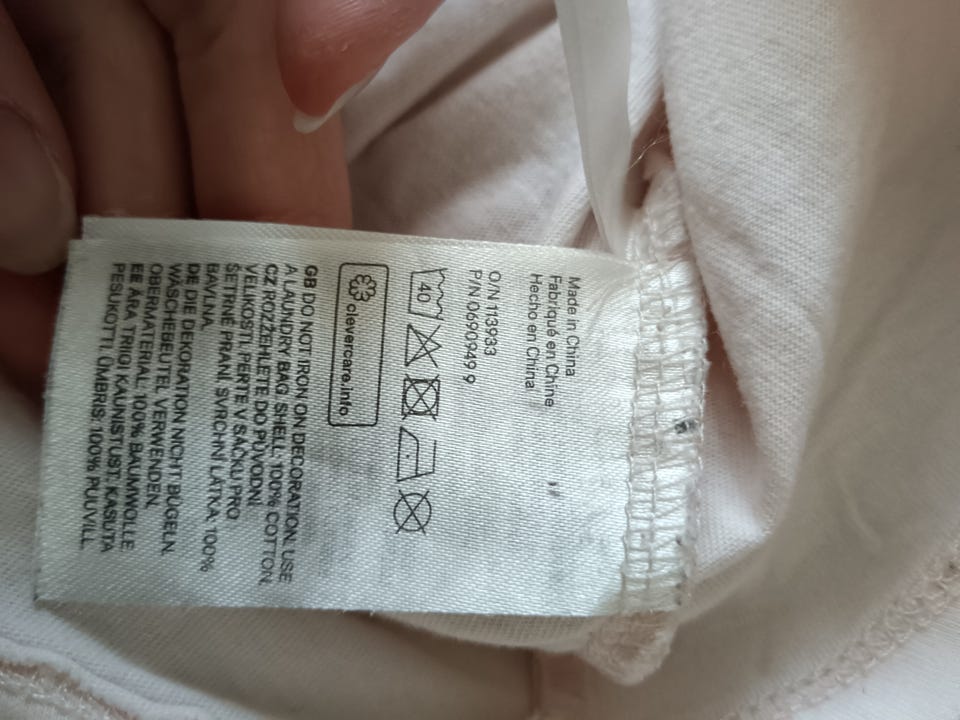 Made in China
Fabriqué en Chine
Hecho en China
O/N 113933
P/N 0690949 9
40
clevercare.info
GB DO NOT IRON ON DECORATION. USE
A LAUNDRY BAG. SHELL: 100% COTTON
CZ ROZŽEHLETE DO PŮVODNÍ
VELIKOSTI. PERTE V SÁČKU PRO
ŠETRNÉ PRANÍ SVRCHNÍ LÁTKA: 100%
BAVLNA.
DE DIE DEKORATION NICHT BÜGELN.
WÄSCHEBEUTEL VERWENDEN.
OBERMATERIAL: 100% BAUMWOLLE
EE ÄRA TRIIGI KAUNISTUST. KASUTA
PESUKOTTI. ÜMBRIS: 100% PUUVILL.